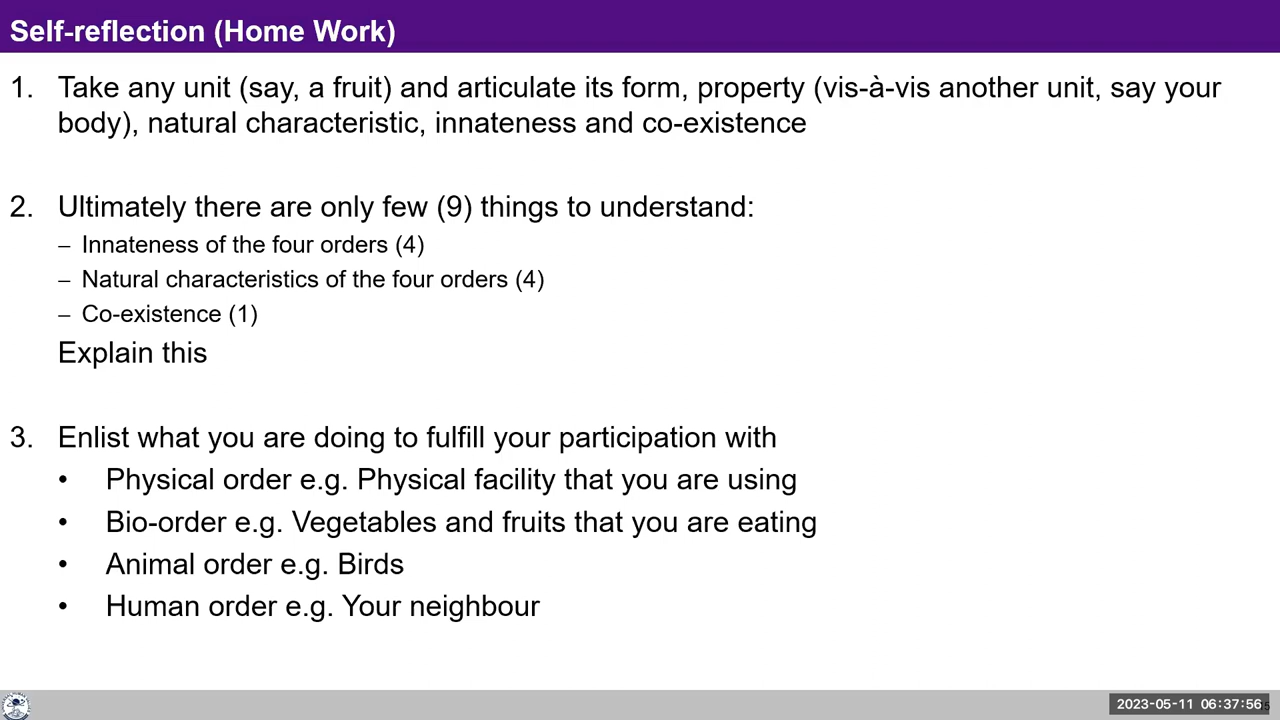 Self-reflection (Home Work)
1. Take any unit (say, a fruit) and articulate its form, property (vis-à-vis another unit, say your
body), natural characteristic, innateness and co-existence
2. Ultimately there are only few (9) things to understand:
– Innateness of the four orders (4)
– Natural characteristics of the four orders (4)
– Co-existence (1)
Explain this
3. Enlist what you are doing to fulfill your participation with
• Physical order e.g. Physical facility that you are using
• Bio-order e.g. Vegetables and fruits that you are eating
• Animal order e.g. Birds
• Human order e.g. Your neighbour
2023-05-11 06:37:56